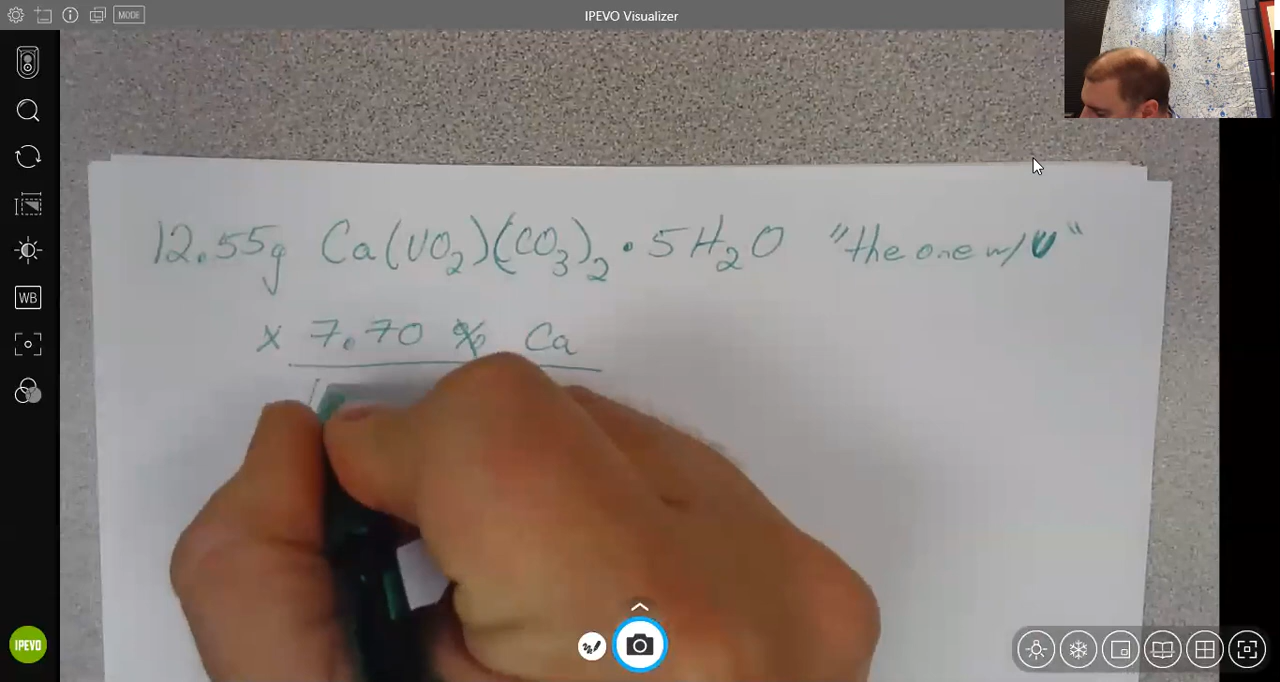 IPEVO Visualizer
MODE
WB
12.55g Ca(UO₂)(CO₃)₂ • 5H₂O "the one w/U"
x 7.70 % Ca
IPEVO